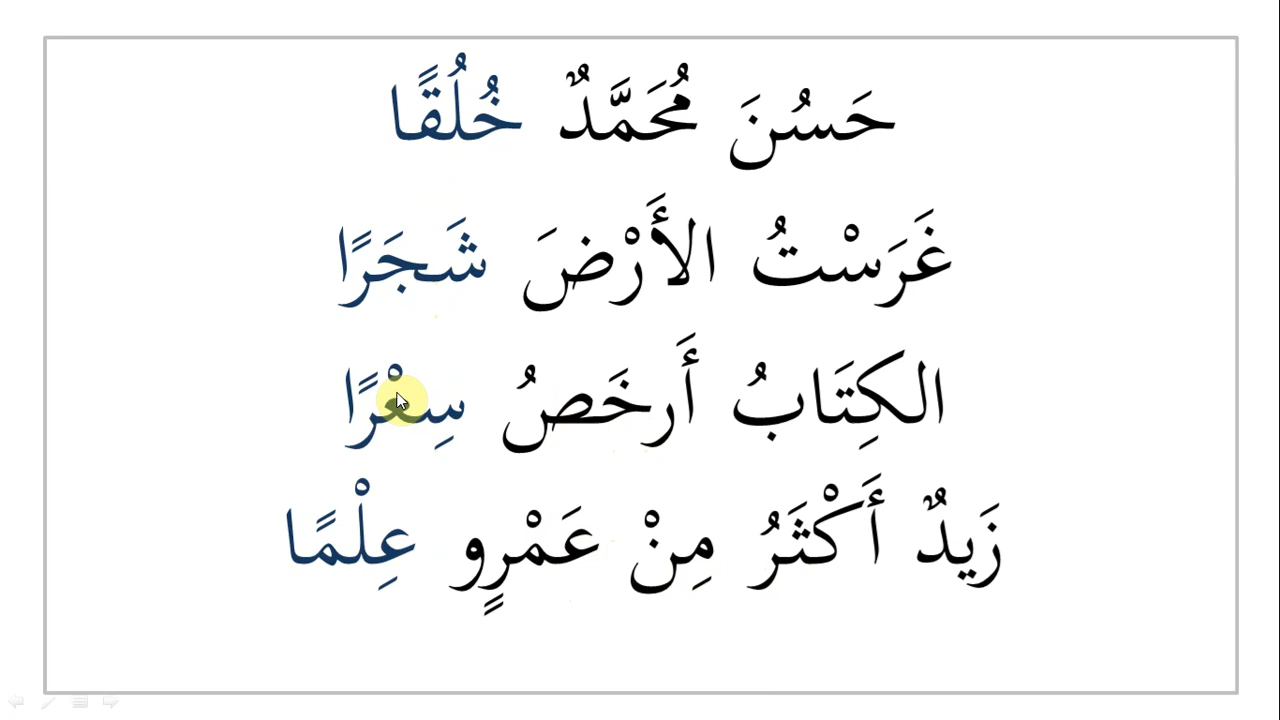 حَسُنَ مُحَمَّدٌ خُلُقًا
غَرَسْتُ الأَرْضَ شَجَرًا
الكِتَابُ أَرخَصُ سِعْرًا
زَيدٌ أَكْثَرُ مِنْ عَمْرٍو عِلْمًا